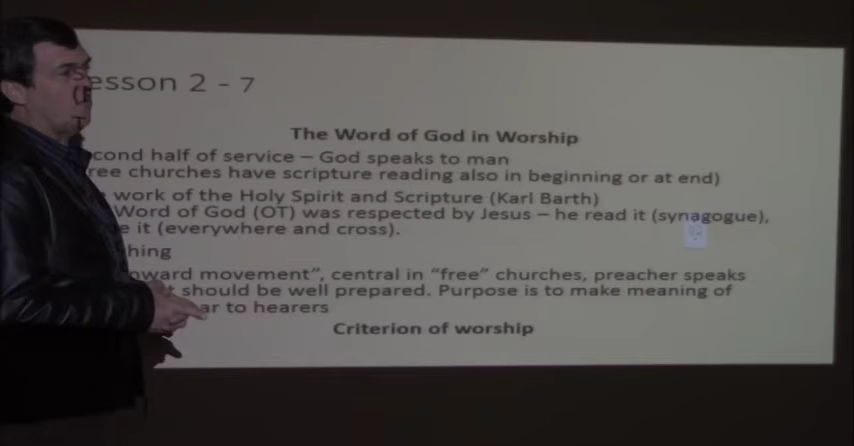 esson 2 - 7
The Word of God in Worship
cond half of service – God speaks to man
ree churches have scripture reading also in beginning or at end)
work of the Holy Spirit and Scripture (Karl Barth)
Word of God (OT) was respected by Jesus – he read it (synagogue),
e it (everywhere and cross).
hing
oward movement”, central in “free” churches, preacher speaks
t should be well prepared. Purpose is to make meaning of
ar to hearers
Criterion of worship